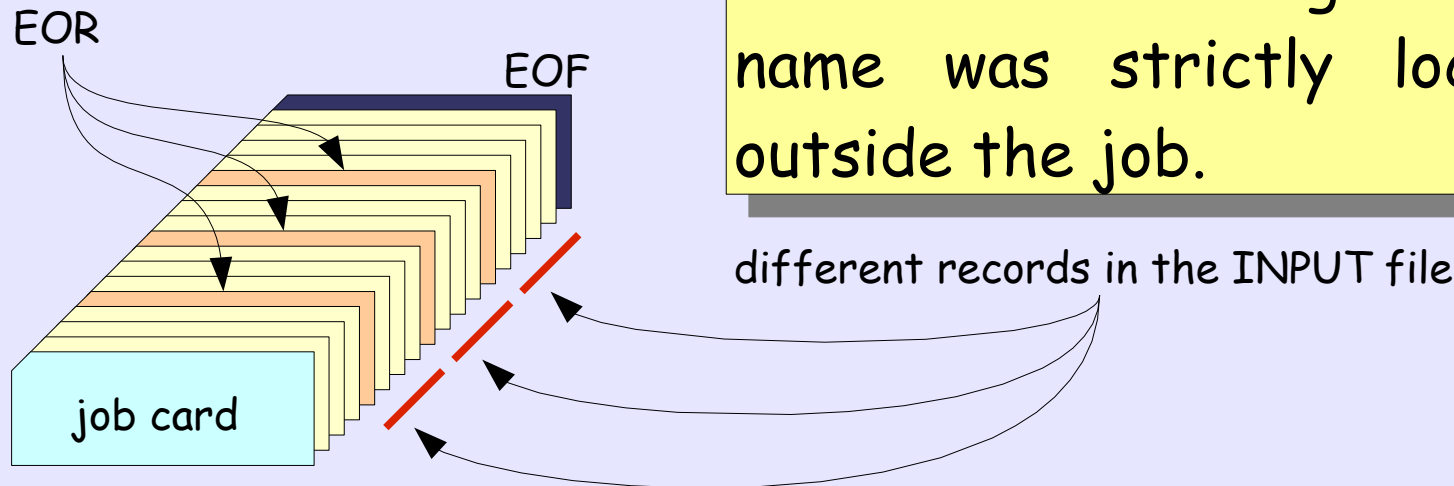 EOR
EOF
name was strictly
outside the job.
different records in the INPUT file
job card